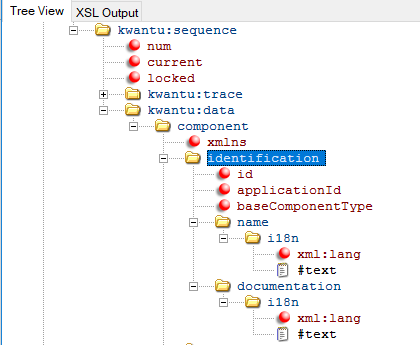 Tree View XSL Output
kwantu:sequence
num
current
locked
kwantu:trace
kwantu:data
component
xmlns
identification
id
applicationId
baseComponentType
name
i18n
xml:lang
#text
documentation
i18n
xml:lang
#text